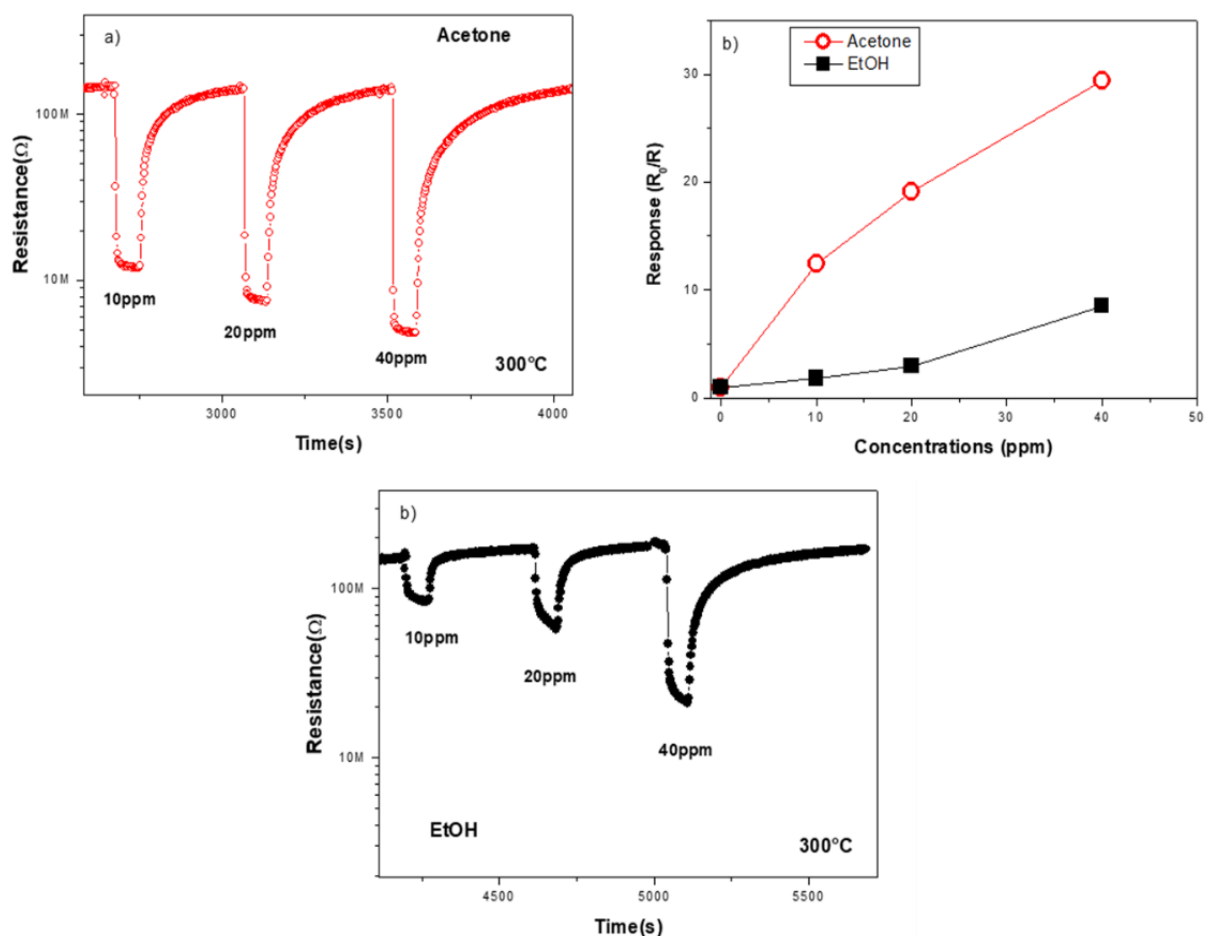 a)
Acetone
100M
10M
Resistance(Ω)
10ppm
20ppm
40ppm
300°C
3000
3500
4000
Time(s)
b)
Acetone
EtOH
30
20
10
0
Response (R₀/R)
0
10
20
30
40
50
Concentrations (ppm)
b)
100M
10M
Resistance(Ω)
10ppm
20ppm
40ppm
EtOH
300°C
4500
5000
5500
Time(s)